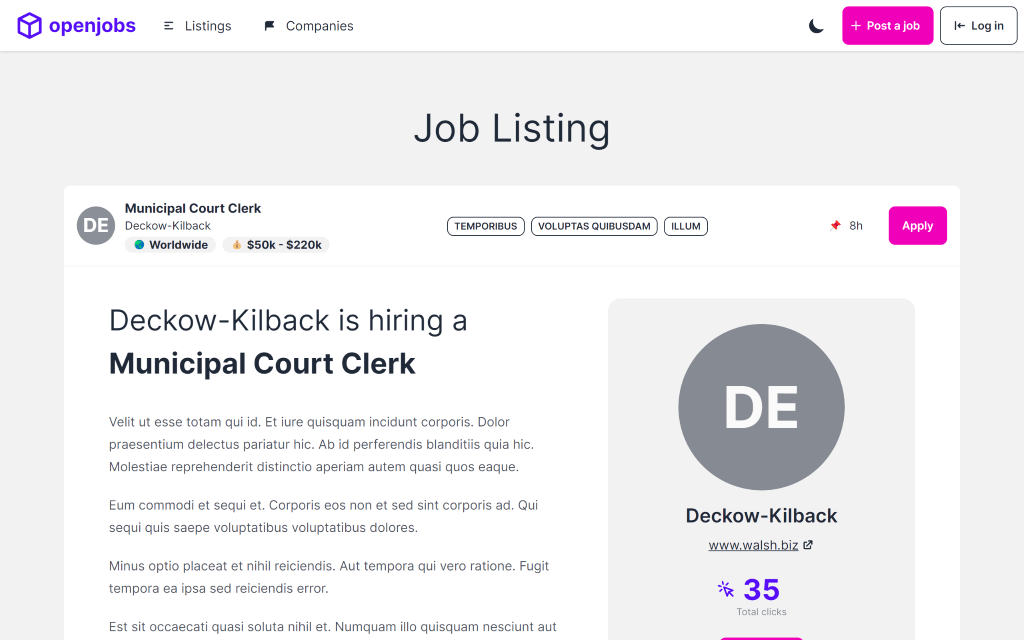 openjobs
Listings
Companies
Post a job
Log in
Job Listing
DE
Municipal Court Clerk
Deckow-Kilback
Worldwide
$50k - $220k
TEMPORIBUS
VOLUPTAS QUIBUSDAM
ILLUM
8h
Apply
Deckow-Kilback is hiring a
Municipal Court Clerk
Velit ut esse totam qui id. Et iure quisquam incidunt corporis. Dolor
praesentium delectus pariatur hic. Ab id perferendis blanditiis quia hic.
Molestiae reprehenderit distinctio aperiam autem quasi quos eaque.
Eum commodi et sequi et. Corporis eos non et sed sint corporis ad. Qui
sequi quis saepe voluptatibus voluptatibus dolores.
Minus optio placeat et nihil reiciendis. Aut tempora qui vero ratione. Fugit
tempora ea ipsa sed reiciendis error.
Est sit occaecati quasi soluta nihil et. Numquam illo quisquam nesciunt aut
DE
Deckow-Kilback
www.walsh.biz
35
Total clicks